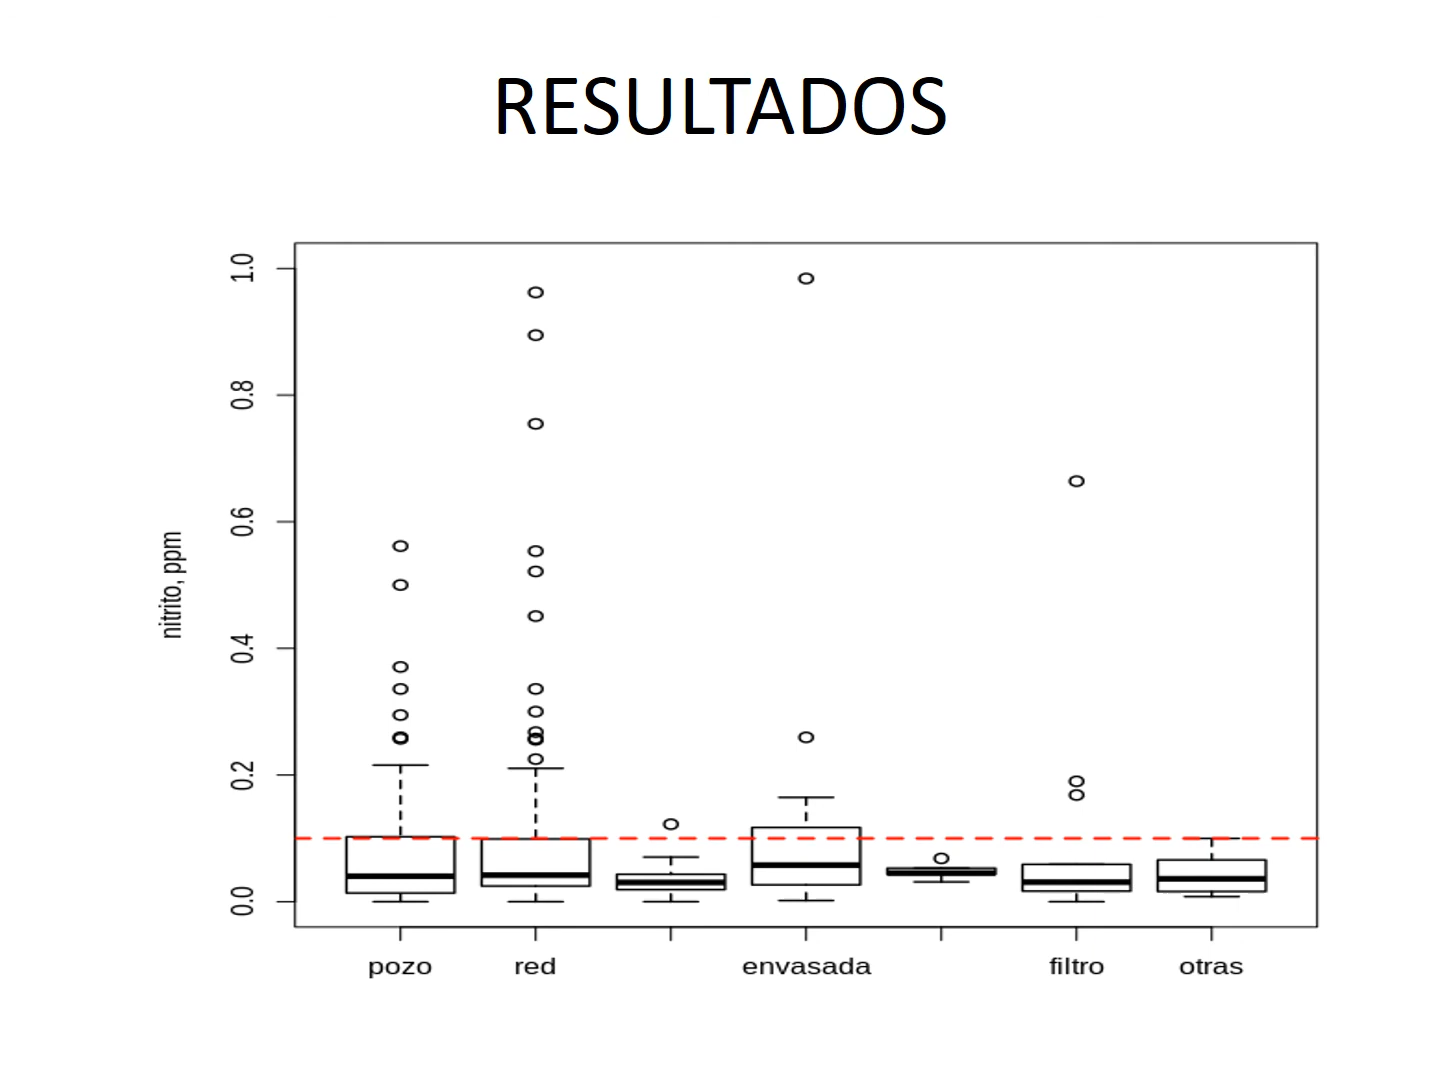 RESULTADOS
nitrito, ppm
1.0
0.8
0.6
0.4
0.2
0.0
pozo red envasada filtro otras